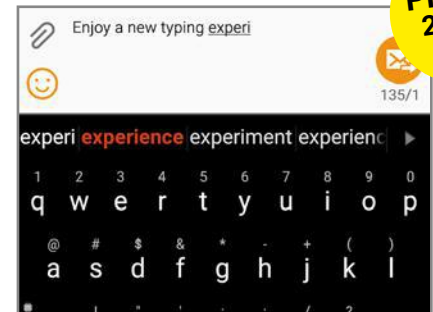 Enjoy a new typing experi
135/1
experi experience experiment experienc
1 2 3 4 5 6 7 8 9 0
q w e r t y u i o p
@ # $ & * - + ( )
a s d f g h j k l